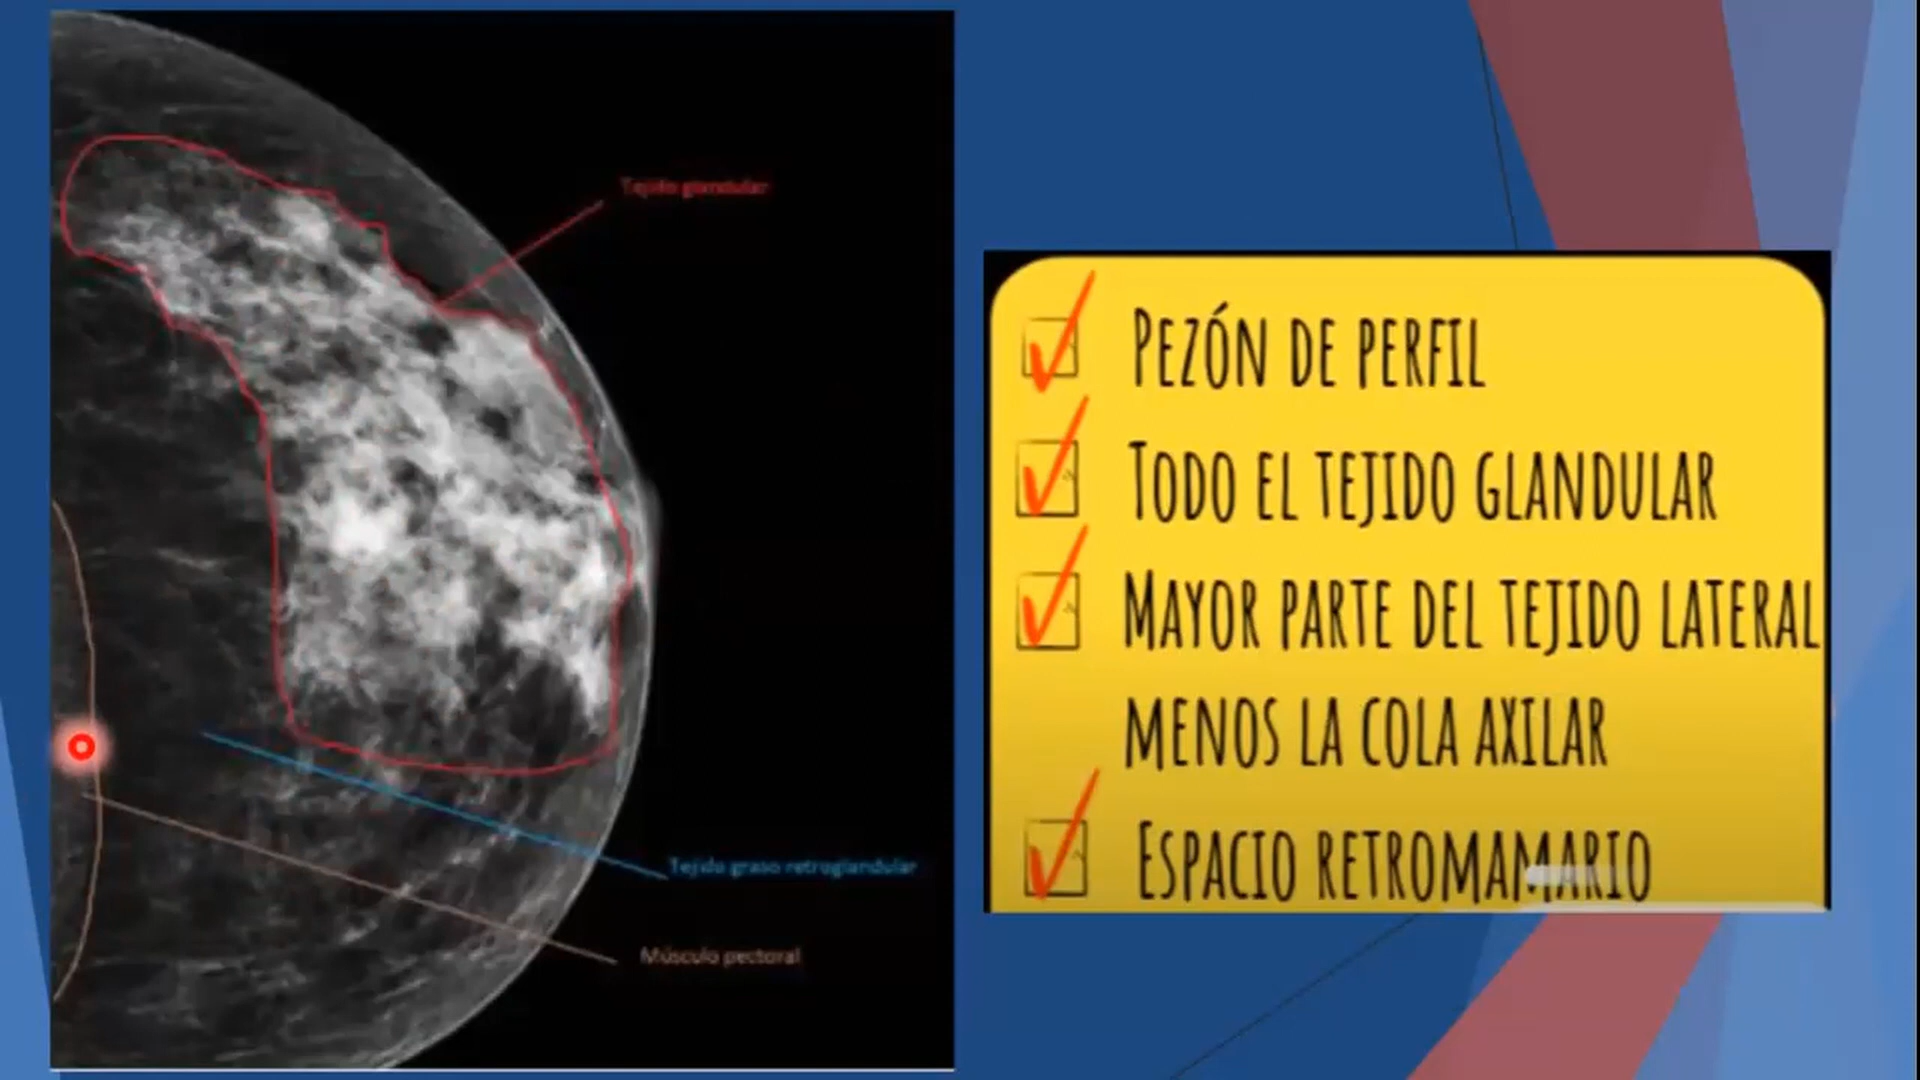 Tejido glandular
Tejido graso retroglandular
Músculo pectoral
PEZÓN DE PERFIL
TODO EL TEJIDO GLANDULAR
MAYOR PARTE DEL TEJIDO LATERAL
MENOS LA COLA AXILAR
ESPACIO RETROMAMARIO